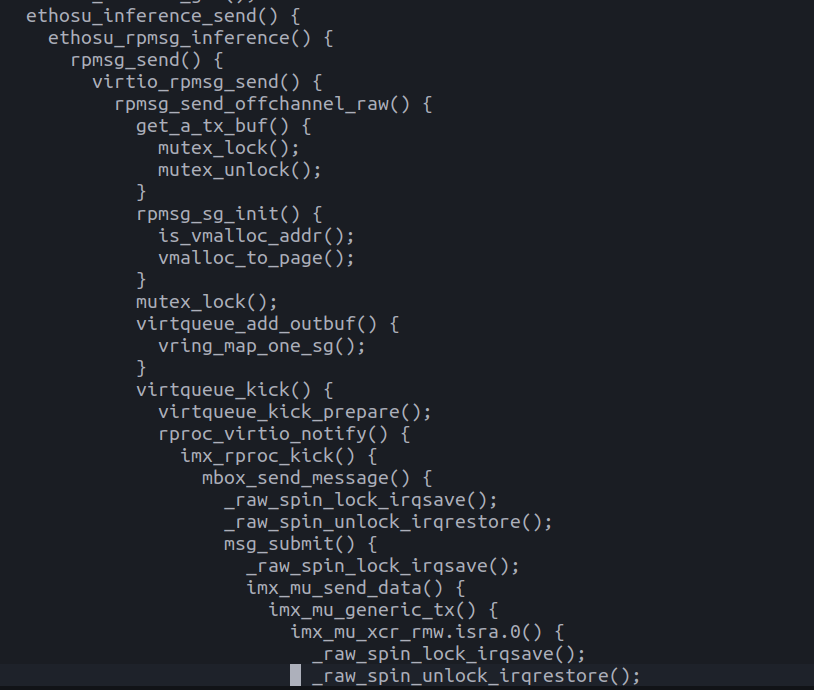 ethosu_inference_send() {
ethosu_rpmsg_inference() {
rpmsg_send() {
virtio_rpmsg_send() {
rpmsg_send_offchannel_raw() {
get_a_tx_buf() {
mutex_lock();
mutex_unlock();
}
rpmsg_sg_init() {
is_vmalloc_addr();
vmalloc_to_page();
}
mutex_lock();
virtqueue_add_outbuf() {
vring_map_one_sg();
}
virtqueue_kick() {
virtqueue_kick_prepare();
rproc_virtio_notify() {
imx_rproc_kick() {
mbox_send_message() {
_raw_spin_lock_irqsave();
_raw_spin_unlock_irqrestore();
msg_submit() {
_raw_spin_lock_irqsave();
imx_mu_send_data() {
imx_mu_generic_tx() {
imx_mu_xcr_rmw.isra.0() {
_raw_spin_lock_irqsave();
_raw_spin_unlock_irqrestore();